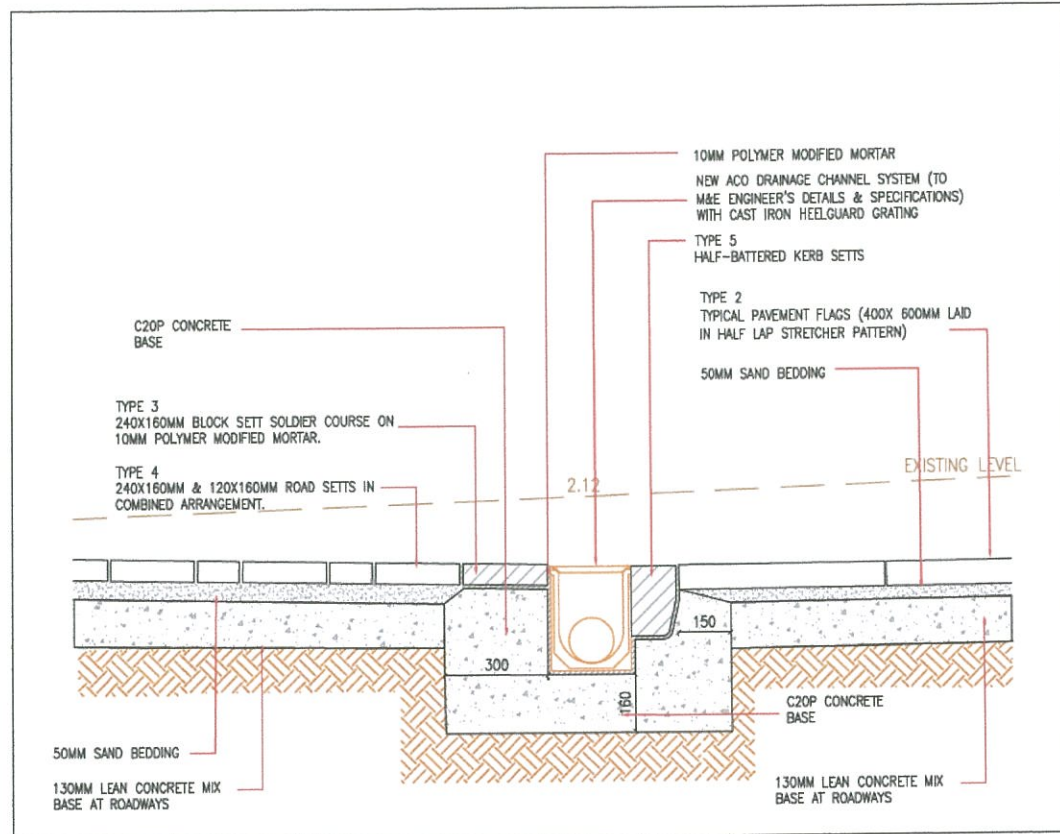 10MM POLYMER MODIFIED MORTAR
NEW ACO DRAINAGE CHANNEL SYSTEM (TO
M&E ENGINEER'S DETAILS & SPECIFICATIONS)
WITH CAST IRON HEELGUARD GRATING
TYPE 5
HALF-BATTERED KERB SETTS
TYPE 2
TYPICAL PAVEMENT FLAGS (400X 600MM LAID
IN HALF LAP STRETCHER PATTERN)
50MM SAND BEDDING
C20P CONCRETE
BASE
TYPE 3
240X160MM BLOCK SETT SOLDIER COURSE ON
10MM POLYMER MODIFIED MORTAR.
TYPE 4
240X160MM & 120X160MM ROAD SETTS IN
COMBINED ARRANGEMENT.
EXISTING LEVEL
2.12
150
300
160
C20P CONCRETE
BASE
50MM SAND BEDDING
130MM LEAN CONCRETE MIX
BASE AT ROADWAYS
130MM LEAN CONCRETE MIX
BASE AT ROADWAYS